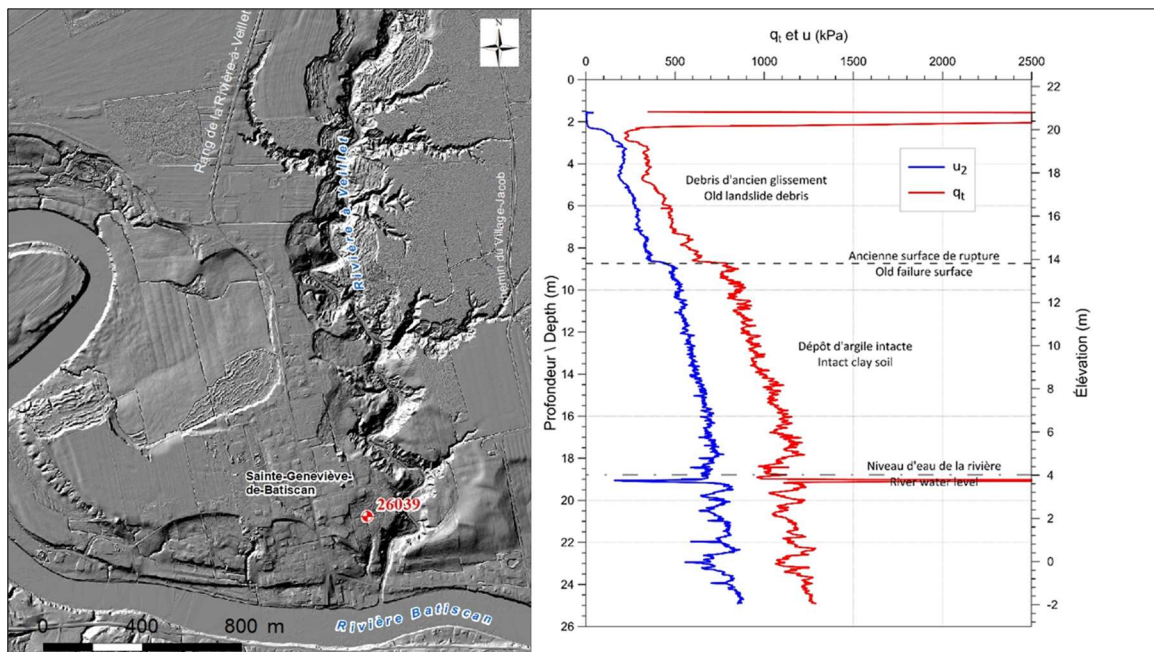 N
Rang de la Rivière-à-Veillet
Rivière à Veillet
Chemin du Village-Jacob
Sainte-Geneviève-
de-Batiscan
26039
Rivière Batiscan
0 400 800 m
qt et u (kPa)
0 500 1000 1500 2000 2500
Profondeur \ Depth (m)
0
2
4
6
8
10
12
14
16
18
20
22
24
26
u2
qt
Debris d'ancien glissement
Old landslide debris
Ancienne surface de rupture
Old failure surface
Dépôt d'argile intacte
Intact clay soil
Niveau d'eau de la rivière
River water level
22
20
18
16
14
12
10
8
6
4
2
0
-2
Élévation (m)